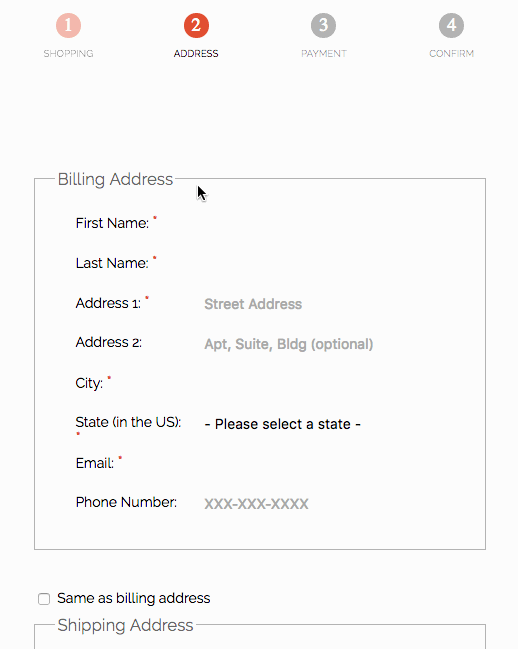 1 2 3 4
SHOPPING ADDRESS PAYMENT CONFIRM
Billing Address
First Name: *
Last Name: *
Address 1: * Street Address
Address 2: Apt, Suite, Bldg (optional)
City: *
State (in the US): - Please select a state -
*
Email: *
Phone Number: XXX-XXX-XXXX
Same as billing address
Shipping Address